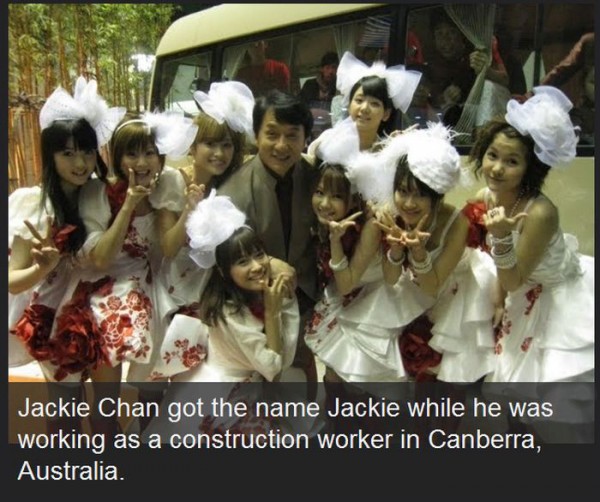 Jackie Chan got the name Jackie while he was
working as a construction worker in Canberra,
Australia.